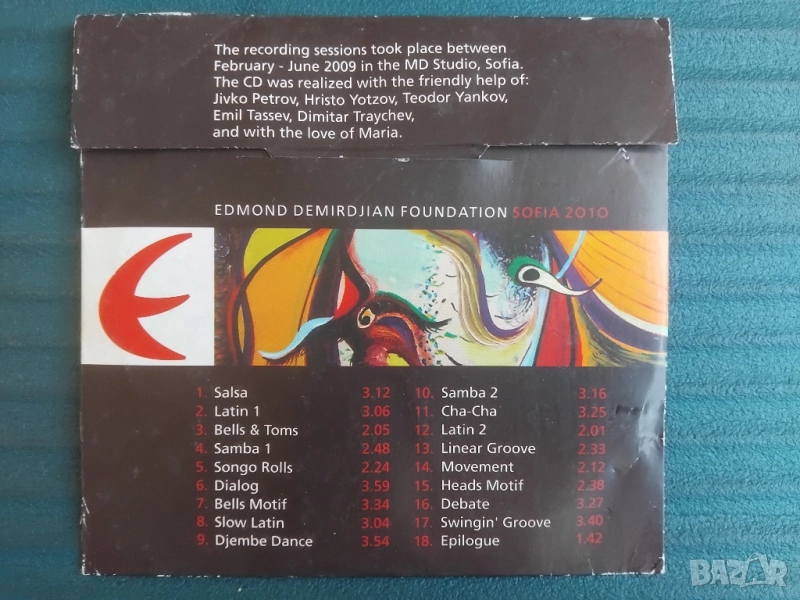 The recording sessions took place between
February - June 2009 in the MD Studio, Sofia.
The CD was realized with the friendly help of:
Jivko Petrov, Hristo Yotzov, Teodor Yankov,
Emil Tassev, Dimitar Traychev,
and with the love of Maria.
EDMOND DEMIRDJIAN FOUNDATION SOFIA 2010
1. Salsa 3.12
2. Latin 1 3.06
3. Bells & Toms 2.05
4. Samba 1 2.48
5. Songo Rolls 2.24
6. Dialog 3.59
7. Bells Motif 3.34
8. Slow Latin 3.04
9. Djembe Dance 3.54
10. Samba 2 3.16
11. Cha-Cha 3.25
12. Latin 2 2.01
13. Linear Groove 2.33
14. Movement 2.12
15. Heads Motif 2.38
16. Debate 3.27
17. Swingin' Groove 3.40
18. Epilogue 1.42
BAZAR